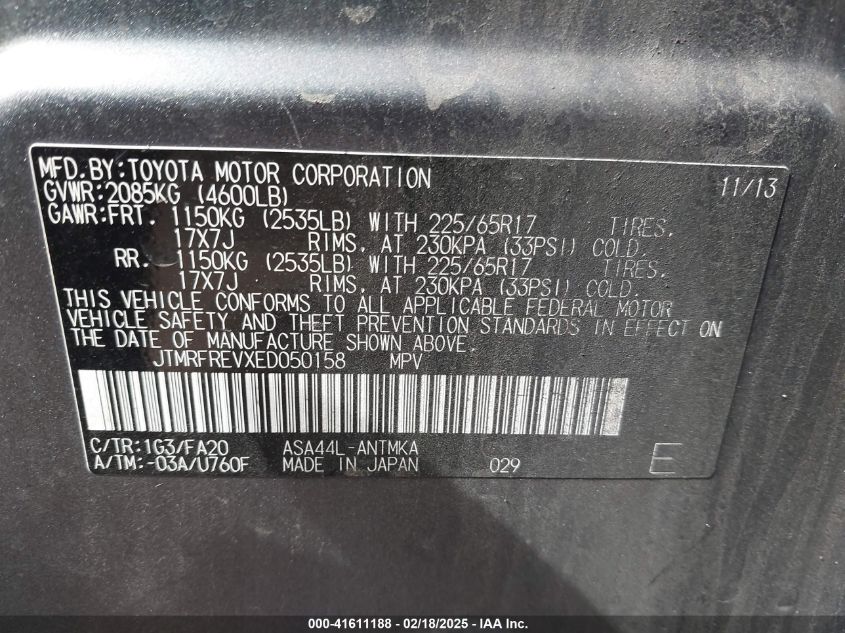 MFD.BY:TOYOTA MOTOR CORPORATION 11/13
GVWR:2085KG (4600LB)
GAWR:FRT. 1150KG (2535LB) WITH 225/65R17 TIRES,
17X7J RIMS, AT 230KPA (33PSI) COLD.
RR. 1150KG (2535LB) WITH 225/65R17 TIRES,
17X7J RIMS, AT 230KPA (33PSI) COLD.
THIS VEHICLE CONFORMS TO ALL APPLICABLE FEDERAL MOTOR
VEHICLE SAFETY AND THEFT PREVENTION STANDARDS IN EFFECT ON
THE DATE OF MANUFACTURE SHOWN ABOVE.
JTMRFREVXED050158 MPV
C/TR:1G3/FA20 ASA44L-ANTMKA
A/TM:-03A/U760F MADE IN JAPAN 029 E
000-41611188 - 02/18/2025 - IAA Inc.